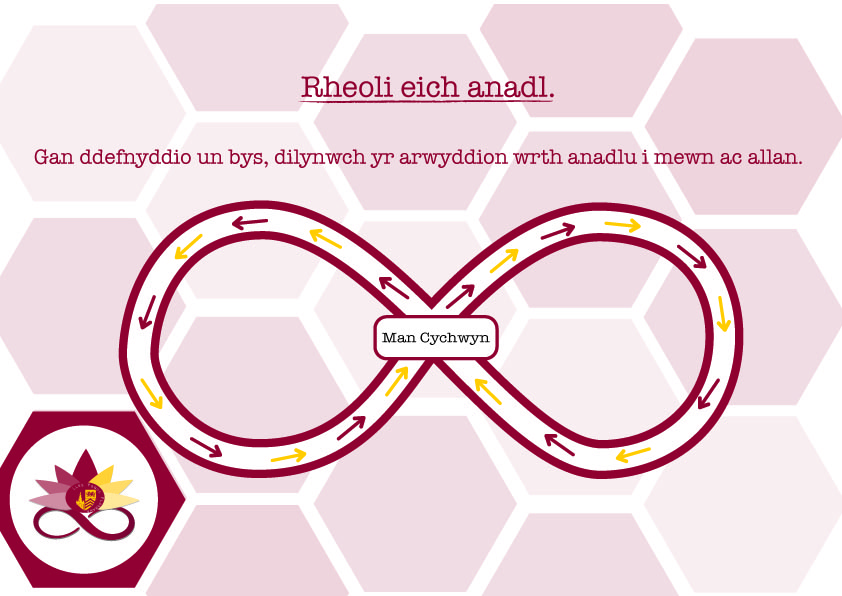 Rheoli eich anadl.
Gan ddefnyddio un bys, dilynwch yr arwyddion wrth anadlu i mewn ac allan.
Man Cychwyn